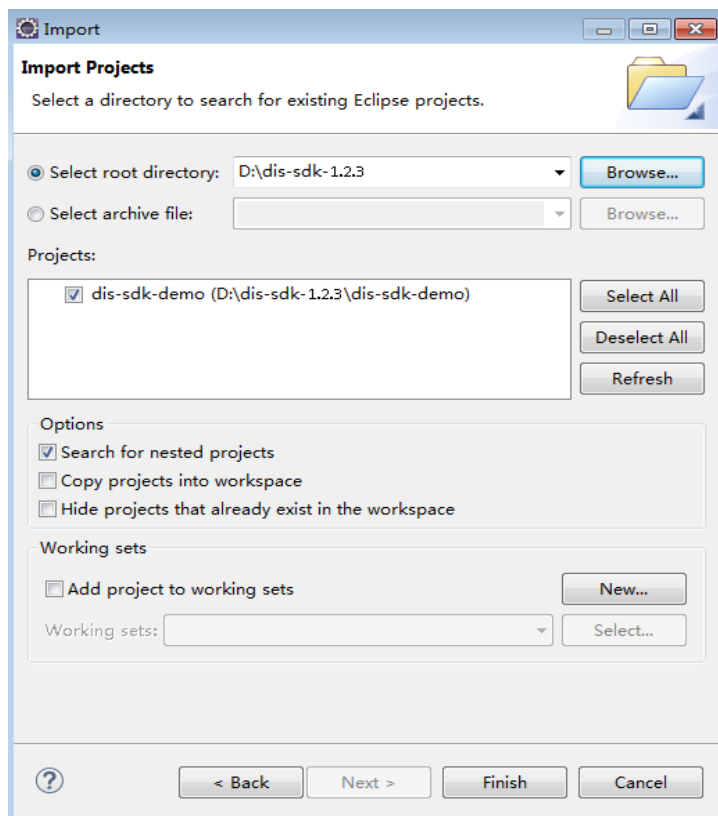 Import
Import Projects
Select a directory to search for existing Eclipse projects.
Select root directory: D:\dis-sdk-1.2.3 Browse...
Select archive file: Browse...
Projects:
dis-sdk-demo (D:\dis-sdk-1.2.3\dis-sdk-demo) Select All
Deselect All
Refresh
Options
Search for nested projects
Copy projects into workspace
Hide projects that already exist in the workspace
Working sets
Add project to working sets New...
Working sets: Select...
? < Back Next > Finish Cancel